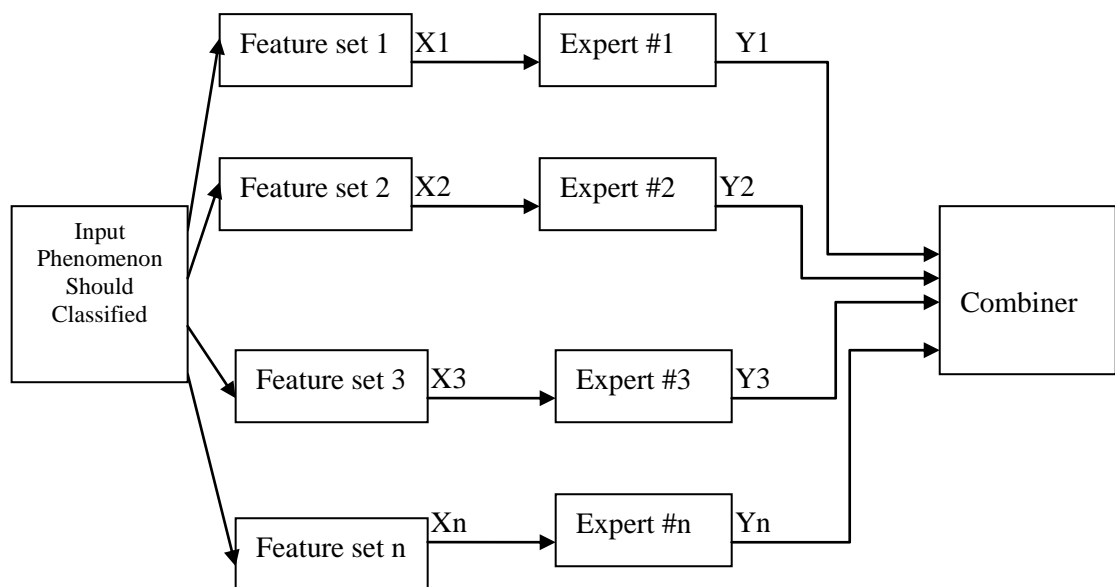 Feature set 1 X1 Expert #1 Y1
Feature set 2 X2 Expert #2 Y2
Input
Phenomenon
Should
Classified
Combiner
Feature set 3 X3 Expert #3 Y3
Feature set n Xn Expert #n Yn